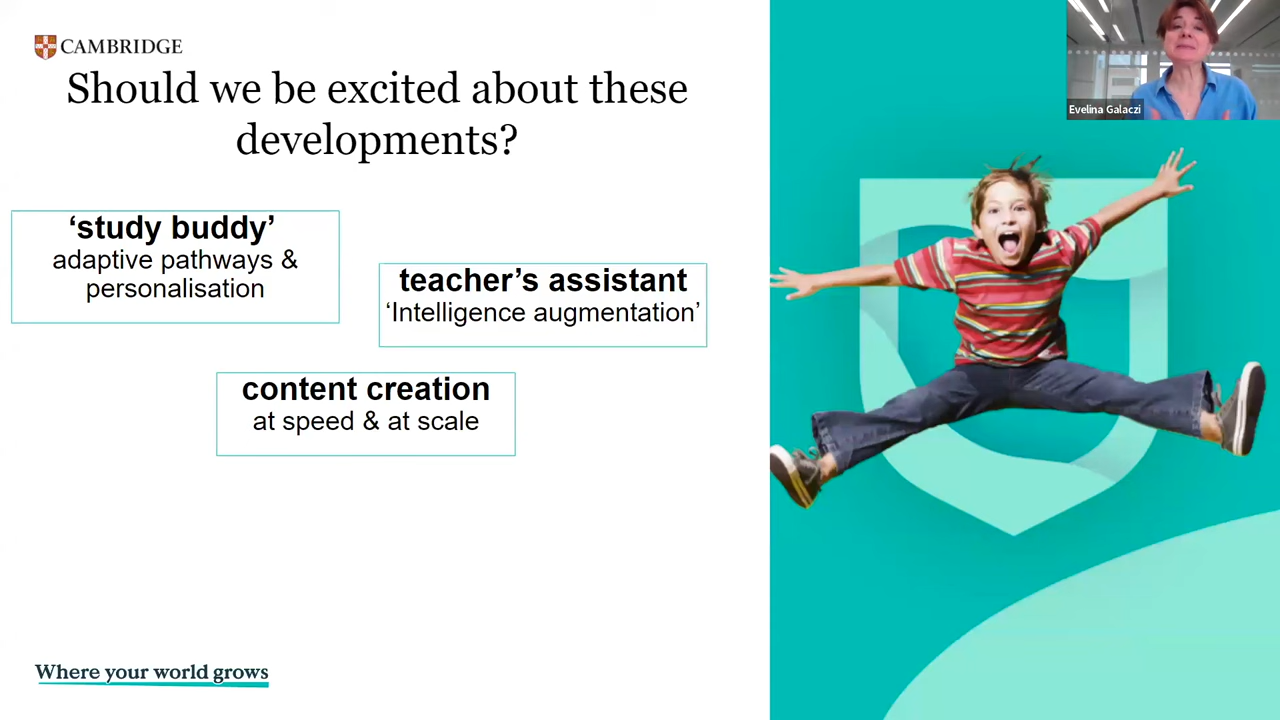 CAMBRIDGE
Should we be excited about these
developments?
‘study buddy’
adaptive pathways &
personalisation
teacher’s assistant
‘Intelligence augmentation’
content creation
at speed & at scale
Where your world grows
Evelina Galaczi